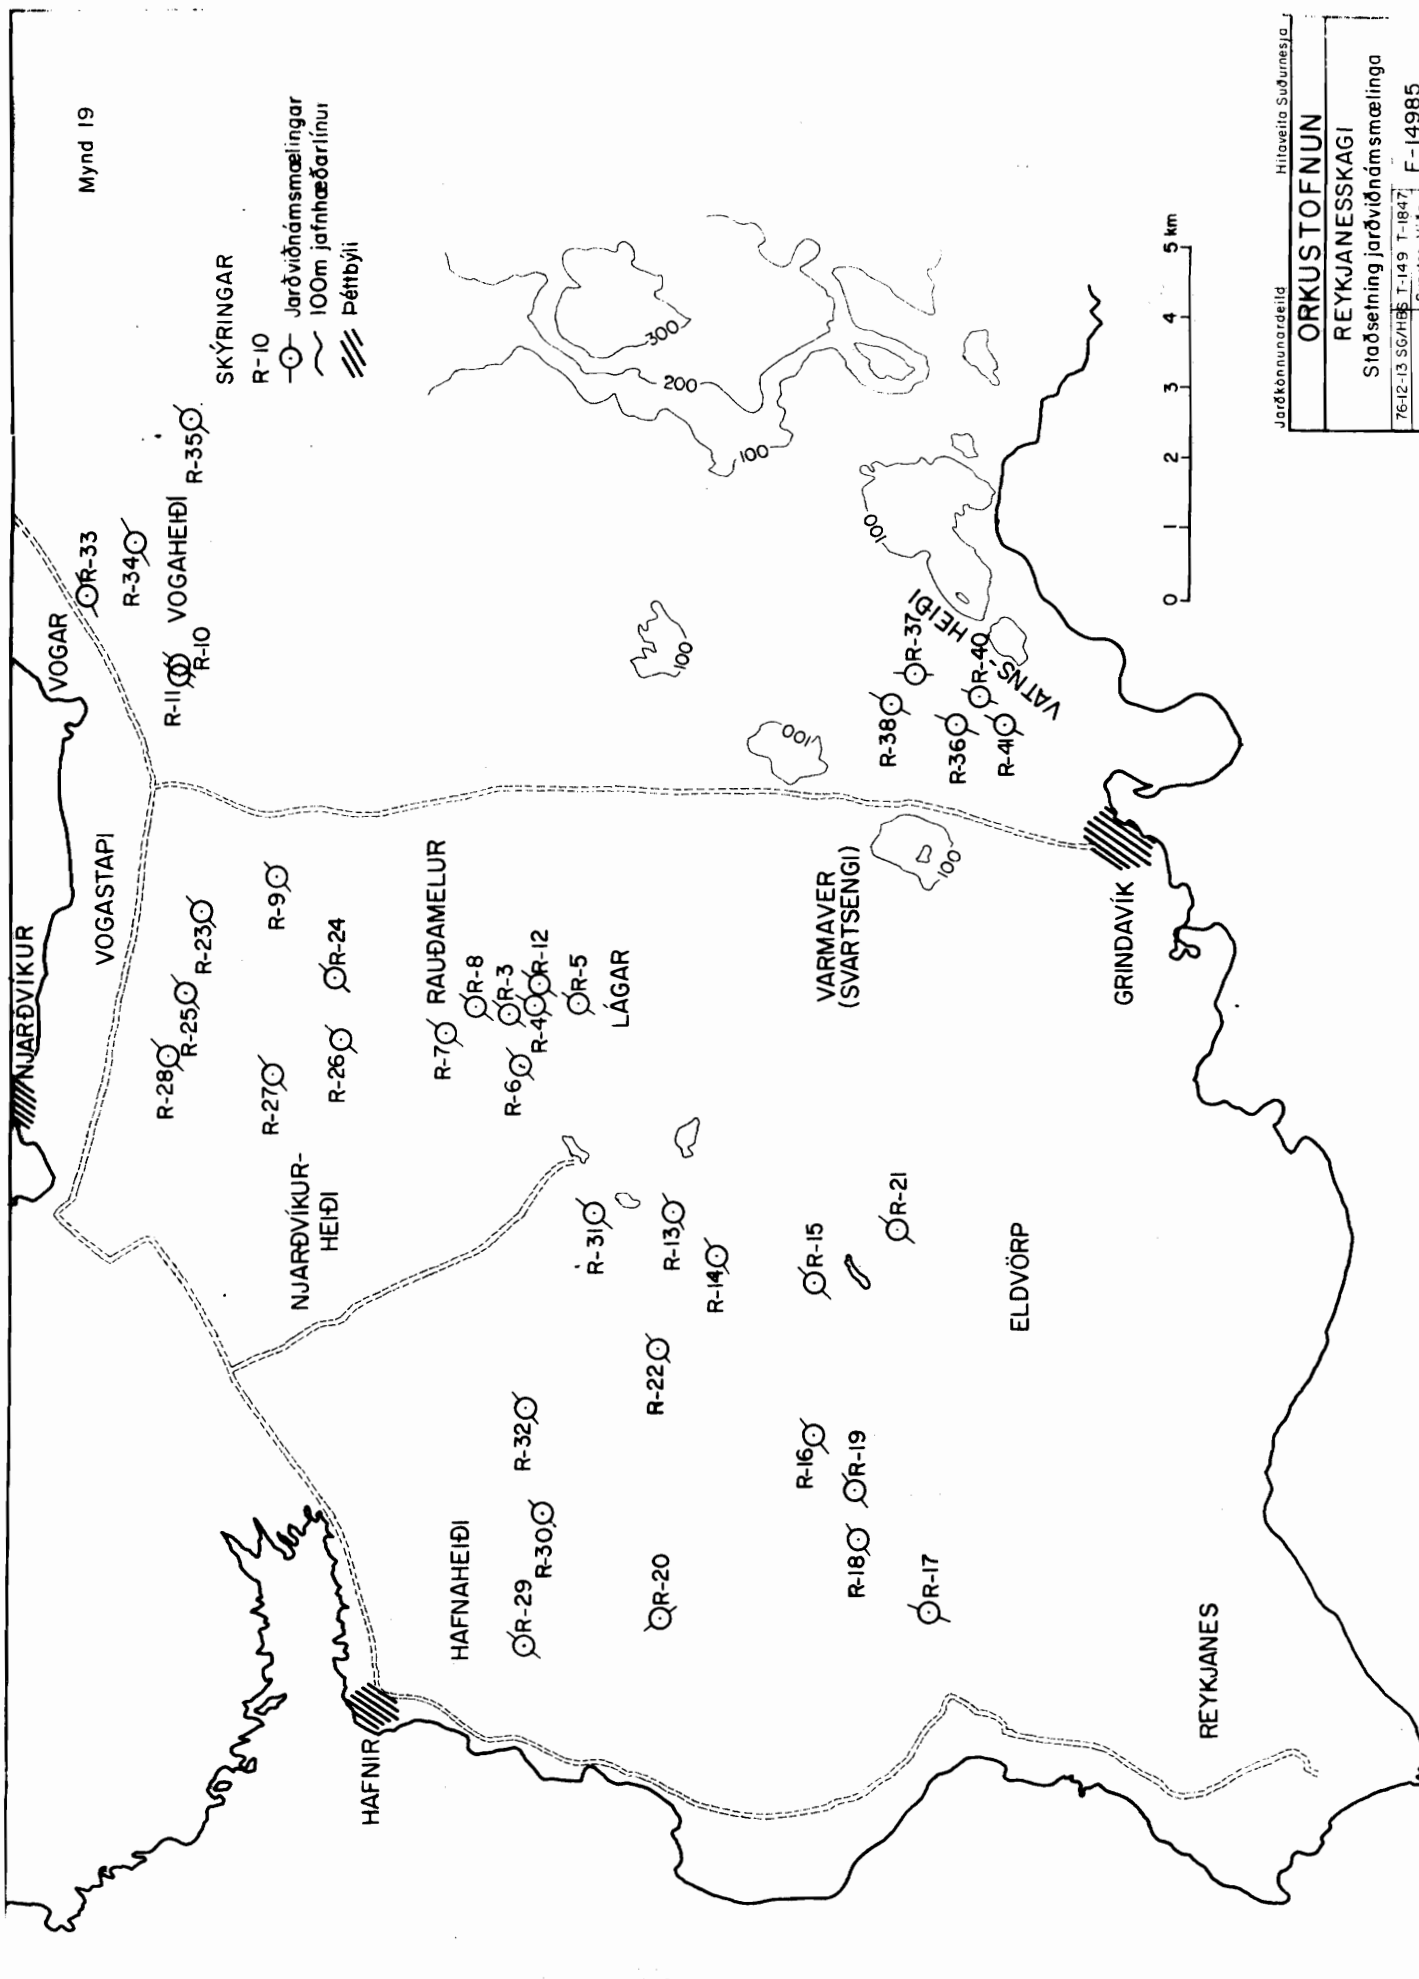 Mynd 19
SKÝRINGAR
R-10
Jarðviðnámsmælingar
100m jafnhæðarlínur
Þéttbýli
NJARÐVÍKUR
VOGAR
VOGASTAPI
R-33
R-34
R-11
R-10
VOGAHEIÐI
R-35
R-28
R-25
R-23
R-9
R-27
R-26
R-24
NJARÐVÍKUR-
HEIÐI
RAUÐAMELUR
R-7
R-8
R-3
R-6
R-4
R-12
R-5
LÁGAR
HAFNIR
HAFNAHEIÐI
R-29
R-30
R-32
R-31
R-13
R-14
R-22
R-20
R-15
R-21
R-16
R-19
R-18
R-17
ELDVÖRP
REYKJANES
VARMAVER
(SVARTSENGI)
GRINDAVÍK
R-38
R-37
R-36
R-40
R-41
VATNS-
HEIÐI
300
200
100
100
100
100
100
0 1 2 3 4 5 km
Jarðkönnunardeild
Hitaveita Suðurnesja
ORKUSTOFNUN
REYKJANESSKAGI
Staðsetning jarðviðnámsmælinga
76-12-13 SG/HBS T-149 T-1847
F-14985